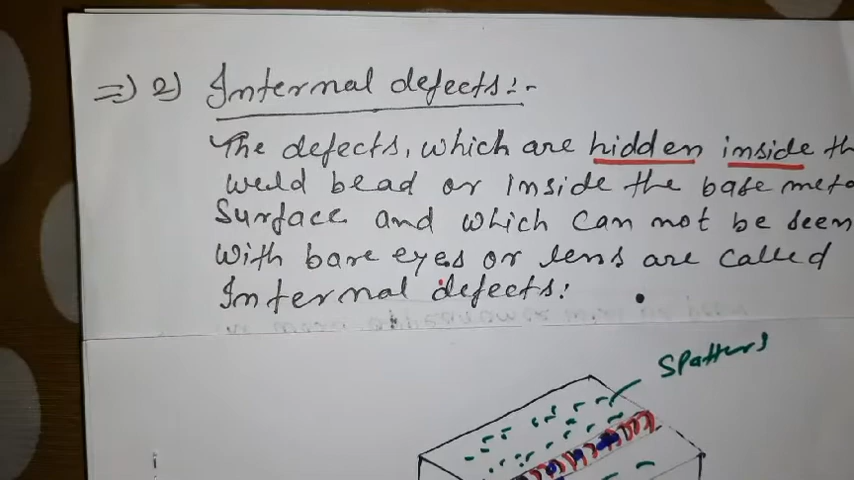 => 2) Internal defects:-
The defects, which are hidden inside th
weld bead or inside the base meta
Surface and which can not be seen
with bare eyes or lens are called
Internal defects:
Spatters